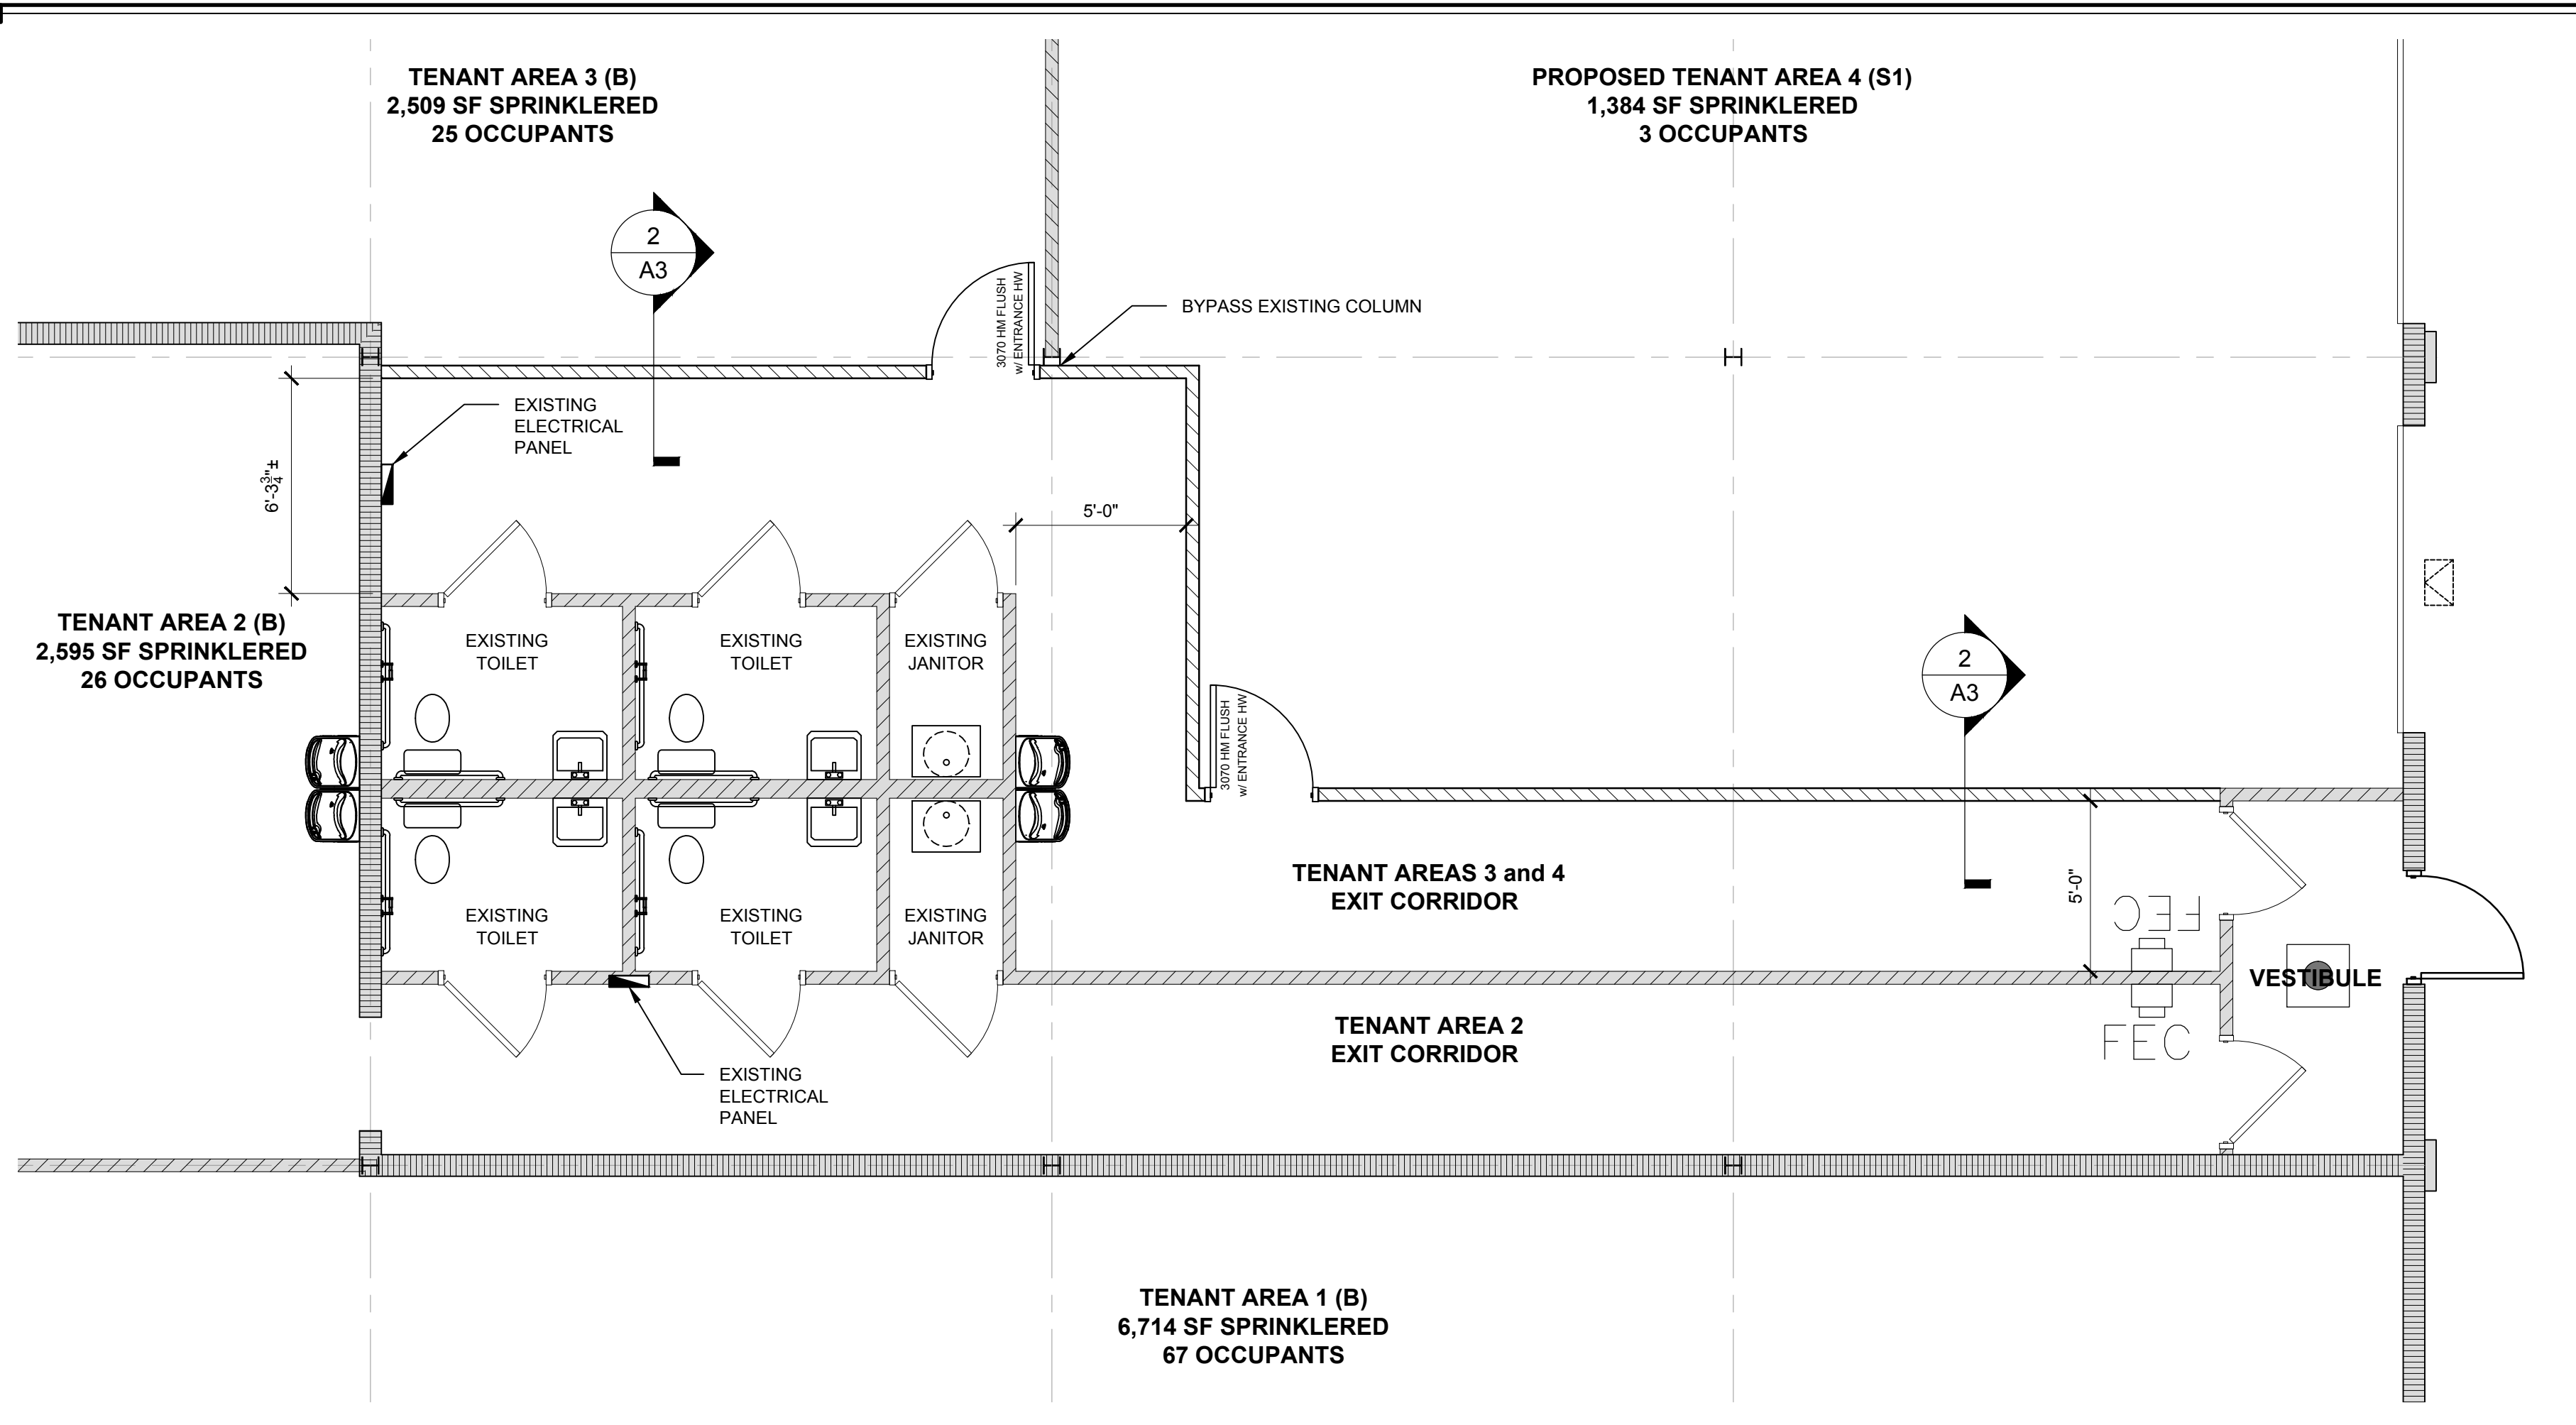 TENANT AREA 3 (B)
2,509 SF SPRINKLERED
25 OCCUPANTS
PROPOSED TENANT AREA 4 (S1)
1,384 SF SPRINKLERED
3 OCCUPANTS
2
A3
3070 HM FLUSH
w/ ENTRANCE HW
BYPASS EXISTING COLUMN
EXISTING
ELECTRICAL
PANEL
6'-3 3/4"±
5'-0"
TENANT AREA 2 (B)
2,595 SF SPRINKLERED
26 OCCUPANTS
EXISTING
TOILET
EXISTING
TOILET
EXISTING
JANITOR
2
A3
3070 HM FLUSH
w/ ENTRANCE HW
TENANT AREAS 3 and 4
EXIT CORRIDOR
5'-0"
FEC
EXISTING
TOILET
EXISTING
TOILET
EXISTING
JANITOR
VESTIBULE
TENANT AREA 2
EXIT CORRIDOR
FEC
EXISTING
ELECTRICAL
PANEL
TENANT AREA 1 (B)
6,714 SF SPRINKLERED
67 OCCUPANTS